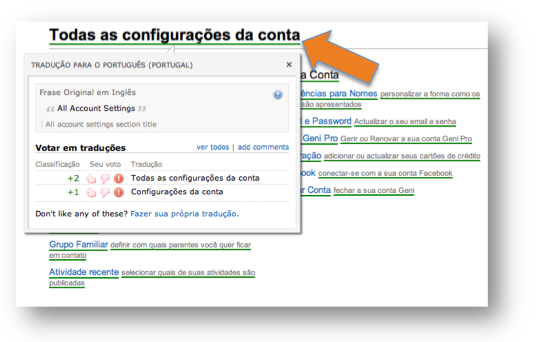 Todas as configurações da conta
TRADUÇÃO PARA O PORTUGUÊS (PORTUGAL)
×
Frase Original em Inglês
?
“ All Account Settings ”
All account settings section title
Votar em traduções
ver todos | add comments
Classificação Seu voto Tradução
+2 Todas as configurações da conta
+1 Configurações da conta
Don't like any of these? Fazer sua própria tradução.
a Conta
ências para Nomes personalizar a forma como os
são apresentados
l e Password Actualizar o seu email e senha
Geni Pro Gerir ou Renovar a sua conta Geni Pro
ração adicionar ou actualizar seus cartões de crédito
ook conectar-se com a sua conta Facebook
ar Conta fechar a sua conta Geni
Grupo Familiar definir com quais parentes você quer ficar
em contato
Atividade recente selecionar quais de suas atividades são
publicadas